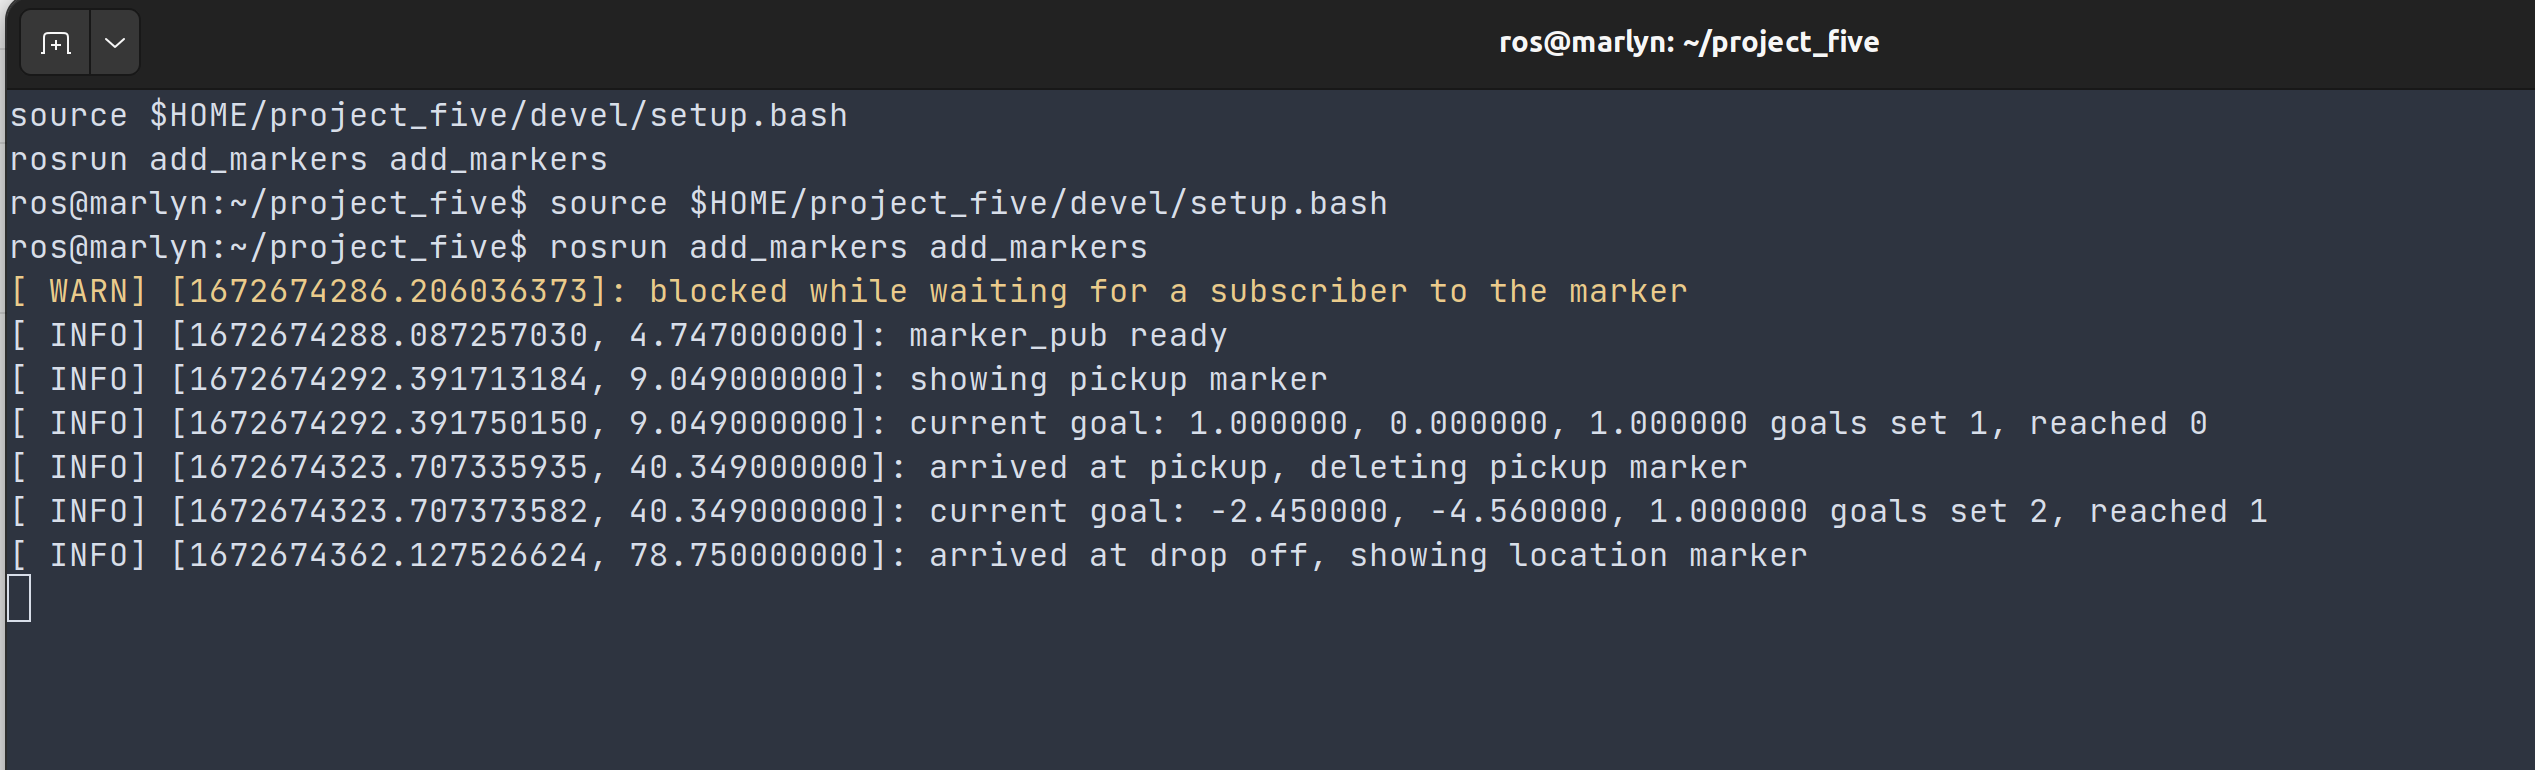 ros@marlyn: ~/project_five
source $HOME/project_five/devel/setup.bash
rosrun add_markers add_markers
ros@marlyn:~/project_five$ source $HOME/project_five/devel/setup.bash
ros@marlyn:~/project_five$ rosrun add_markers add_markers
[ WARN] [1672674286.206036373]: blocked while waiting for a subscriber to the marker
[ INFO] [1672674288.087257030, 4.747000000]: marker_pub ready
[ INFO] [1672674292.391713184, 9.049000000]: showing pickup marker
[ INFO] [1672674292.391750150, 9.049000000]: current goal: 1.000000, 0.000000, 1.000000 goals set 1, reached 0
[ INFO] [1672674323.707335935, 40.349000000]: arrived at pickup, deleting pickup marker
[ INFO] [1672674323.707373582, 40.349000000]: current goal: -2.450000, -4.560000, 1.000000 goals set 2, reached 1
[ INFO] [1672674362.127526624, 78.750000000]: arrived at drop off, showing location marker